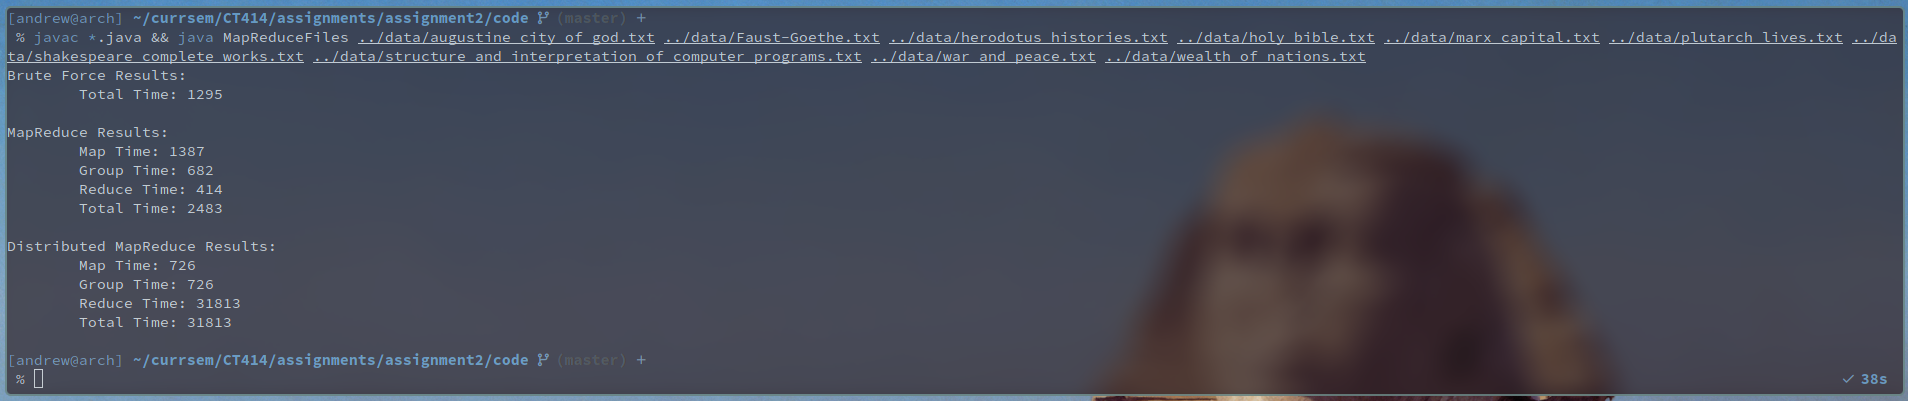 [andrew@arch] ~/currsem/CT414/assignments/assignment2/code (master) +
% javac *.java && java MapReduceFiles ../data/augustine_city_of_god.txt ../data/Faust-Goethe.txt ../data/herodotus_histories.txt ../data/holy_bible.txt ../data/marx_capital.txt ../data/plutarch_lives.txt ../da
ta/shakespeare_complete_works.txt ../data/structure_and_interpretation_of_computer_programs.txt ../data/war_and_peace.txt ../data/wealth_of_nations.txt
Brute Force Results:
Total Time: 1295
MapReduce Results:
Map Time: 1387
Group Time: 682
Reduce Time: 414
Total Time: 2483
Distributed MapReduce Results:
Map Time: 726
Group Time: 726
Reduce Time: 31813
Total Time: 31813
[andrew@arch] ~/currsem/CT414/assignments/assignment2/code (master) +
% ✓ 38s